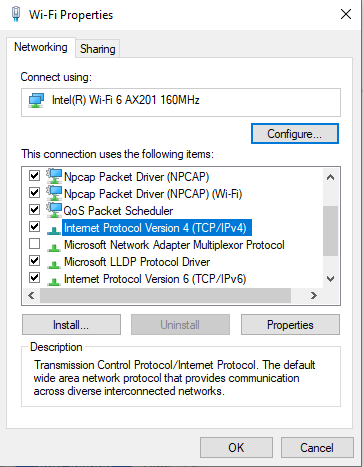 Wi-Fi Properties
Networking
Sharing
Connect using:
Intel(R) Wi-Fi 6 AX201 160MHz
Configure...
This connection uses the following items:
Npcap Packet Driver (NPCAP)
Npcap Packet Driver (NPCAP) (Wi-Fi)
QoS Packet Scheduler
Internet Protocol Version 4 (TCP/IPv4)
Microsoft Network Adapter Multiplexor Protocol
Microsoft LLDP Protocol Driver
Internet Protocol Version 6 (TCP/IPv6)
Install...
Uninstall
Properties
Description
Transmission Control Protocol/Internet Protocol. The default
wide area network protocol that provides communication
across diverse interconnected networks.
OK
Cancel